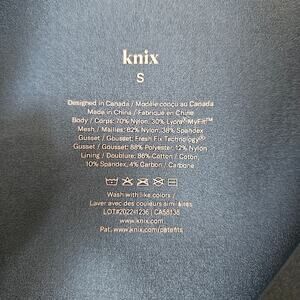 knix
S
Designed in Canada / Modèle conçu au Canada
Made in China / Fabriqué en Chine
Body / Corps: 70% Nylon, 30% Lycra® MyFit™
Mesh / Mailles: 62% Nylon, 38% Spandex
Gusset / Gousset: Fresh Fix Technology®
Gusset / Gousset: 88% Polyester, 12% Nylon
Lining / Doublure: 86% Cotton / Coton,
10% Spandex, 4% Carbon / Carbone
Wash with like colors /
Laver avec des couleurs similaires
LOT#20221236 | CA58138
www.knix.com
Pat. www.knix.com/patents